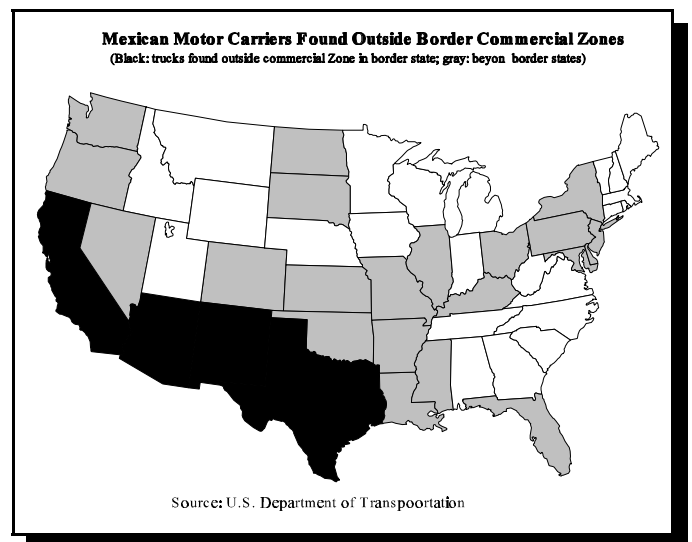 Mexican Motor Carriers Found Outside Border Commercial Zones
(Black: trucks found outside commercial Zone in border state; gray: beyon border states)
Source: U.S. Department of Transpoortation